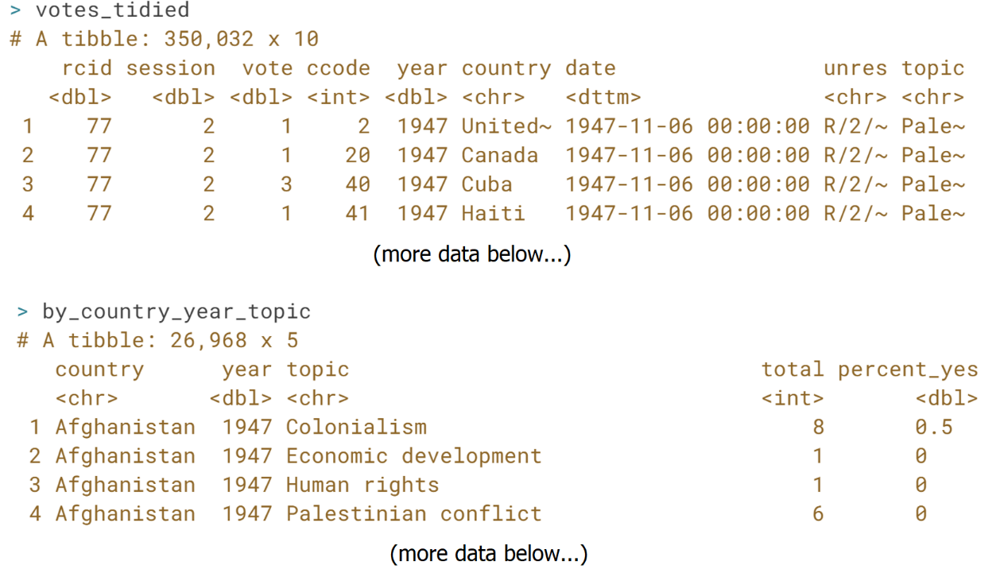 > votes_tidied
# A tibble: 350,032 x 10
rcid session vote ccode year country date unres topic
<dbl> <dbl> <dbl> <int> <dbl> <chr> <dttm> <chr> <chr>
1 77 2 1 2 1947 United~ 1947-11-06 00:00:00 R/2/~ Pale~
2 77 2 1 20 1947 Canada 1947-11-06 00:00:00 R/2/~ Pale~
3 77 2 3 40 1947 Cuba 1947-11-06 00:00:00 R/2/~ Pale~
4 77 2 1 41 1947 Haiti 1947-11-06 00:00:00 R/2/~ Pale~
(more data below...)
> by_country_year_topic
# A tibble: 26,968 x 5
country year topic total percent_yes
<chr> <dbl> <chr> <int> <dbl>
1 Afghanistan 1947 Colonialism 8 0.5
2 Afghanistan 1947 Economic development 1 0
3 Afghanistan 1947 Human rights 1 0
4 Afghanistan 1947 Palestinian conflict 6 0
(more data below...)